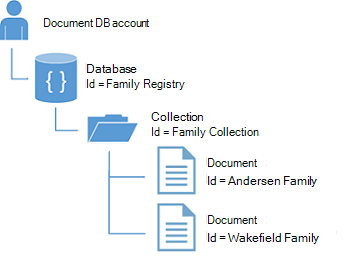 Document DB account
Database
{ }
Id = Family Registry
Collection
Id = Family Collection
Document
Id = Andersen Family
Document
Id = Wakefield Family